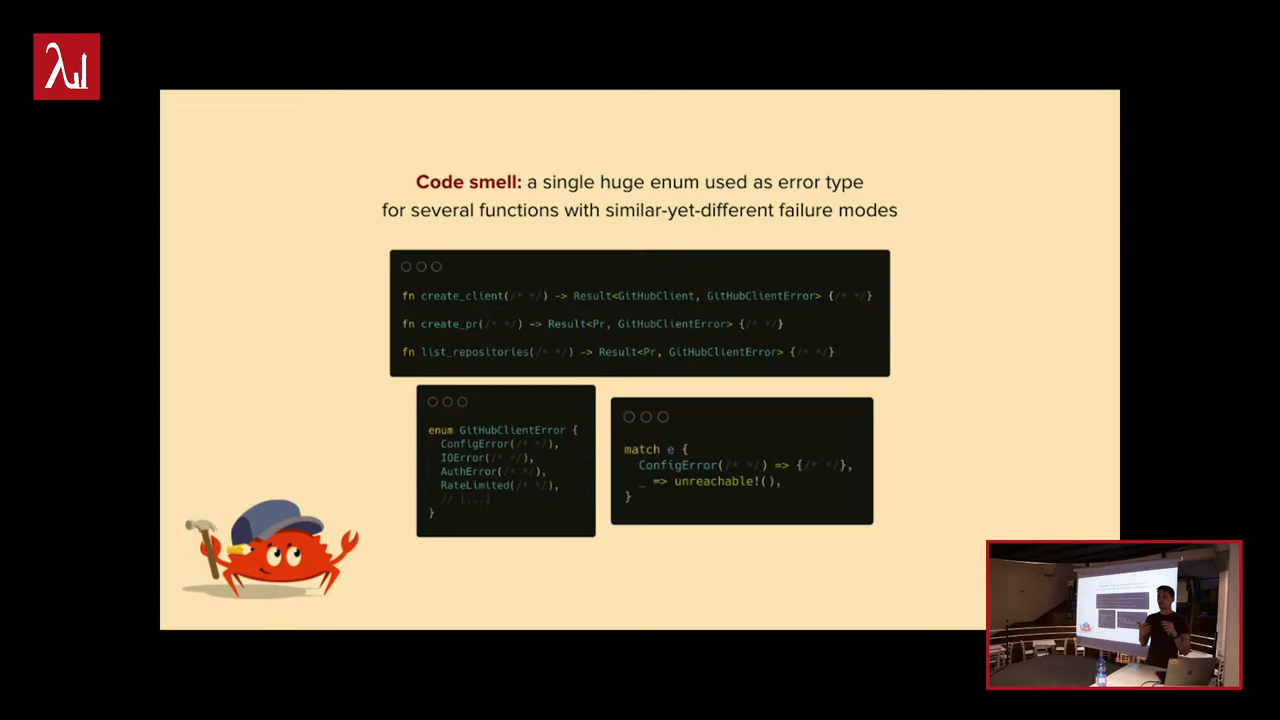 Code smell: a single huge enum used as error type
for several functions with similar-yet-different failure modes
fn create_client(/* */) -> Result<GitHubClient, GitHubClientError> {/* */}
fn create_pr(/* */) -> Result<Pr, GitHubClientError> {/* */}
fn list_repositories(/* */) -> Result<Pr, GitHubClientError> {/* */}
enum GitHubClientError {
ConfigError(/* */),
IOError(/* */),
AuthError(/* */),
RateLimited(/* */),
// [...]
}
match e {
ConfigError(/* */) => {/* */},
_ => unreachable!(),
}